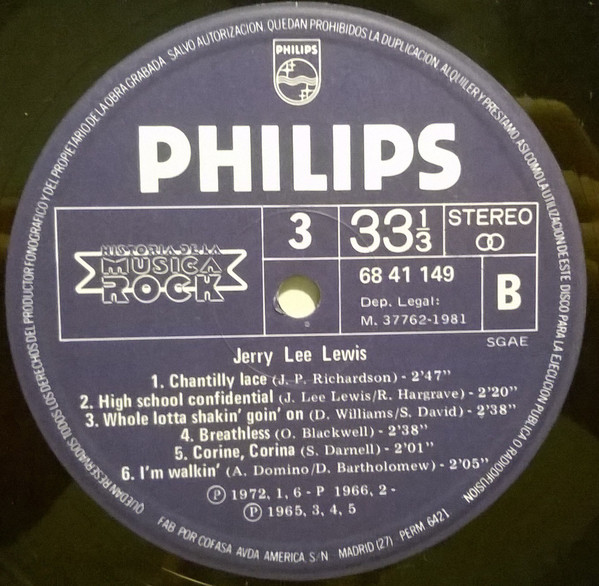 QUEDAN RESERVADOS TODOS LOS DERECHOS DEL PRODUCTOR FONOGRAFICO Y DEL PROPIETARIO DE LA OBRA GRABADA. SALVO AUTORIZACION, QUEDAN PROHIBIDOS LA DUPLICACION, ALQUILER Y PRESTAMO, ASI COMO LA UTILIZACION DE ESTE DISCO PARA LA EJECUCION PUBLICA O RADIODIFUSION
PHILIPS
PHILIPS
HISTORIA DE LA
MUSICA
ROCK
3
33 1/3
STEREO
68 41 149
Dep. Legal:
M. 37762-1981
B
SGAE
Jerry Lee Lewis
1. Chantilly lace (J. P. Richardson) - 2'47"
2. High school confidential (J. Lee Lewis/R. Hargrave) - 2'20"
3. Whole lotta shakin' goin' on (D. Williams/S. David) - 2'38"
4. Breathless (O. Blackwell) - 2'38"
5. Corine, Corina (S. Darnell) - 2'01"
6. I'm walkin' (A. Domino/D. Bartholomew) - 2'05"
Ⓟ 1972, 1, 6 - P 1966, 2 -
Ⓟ 1965, 3, 4, 5
FAB POR COFASA AVDA AMERICA S/N MADRID (27) PERM 6421